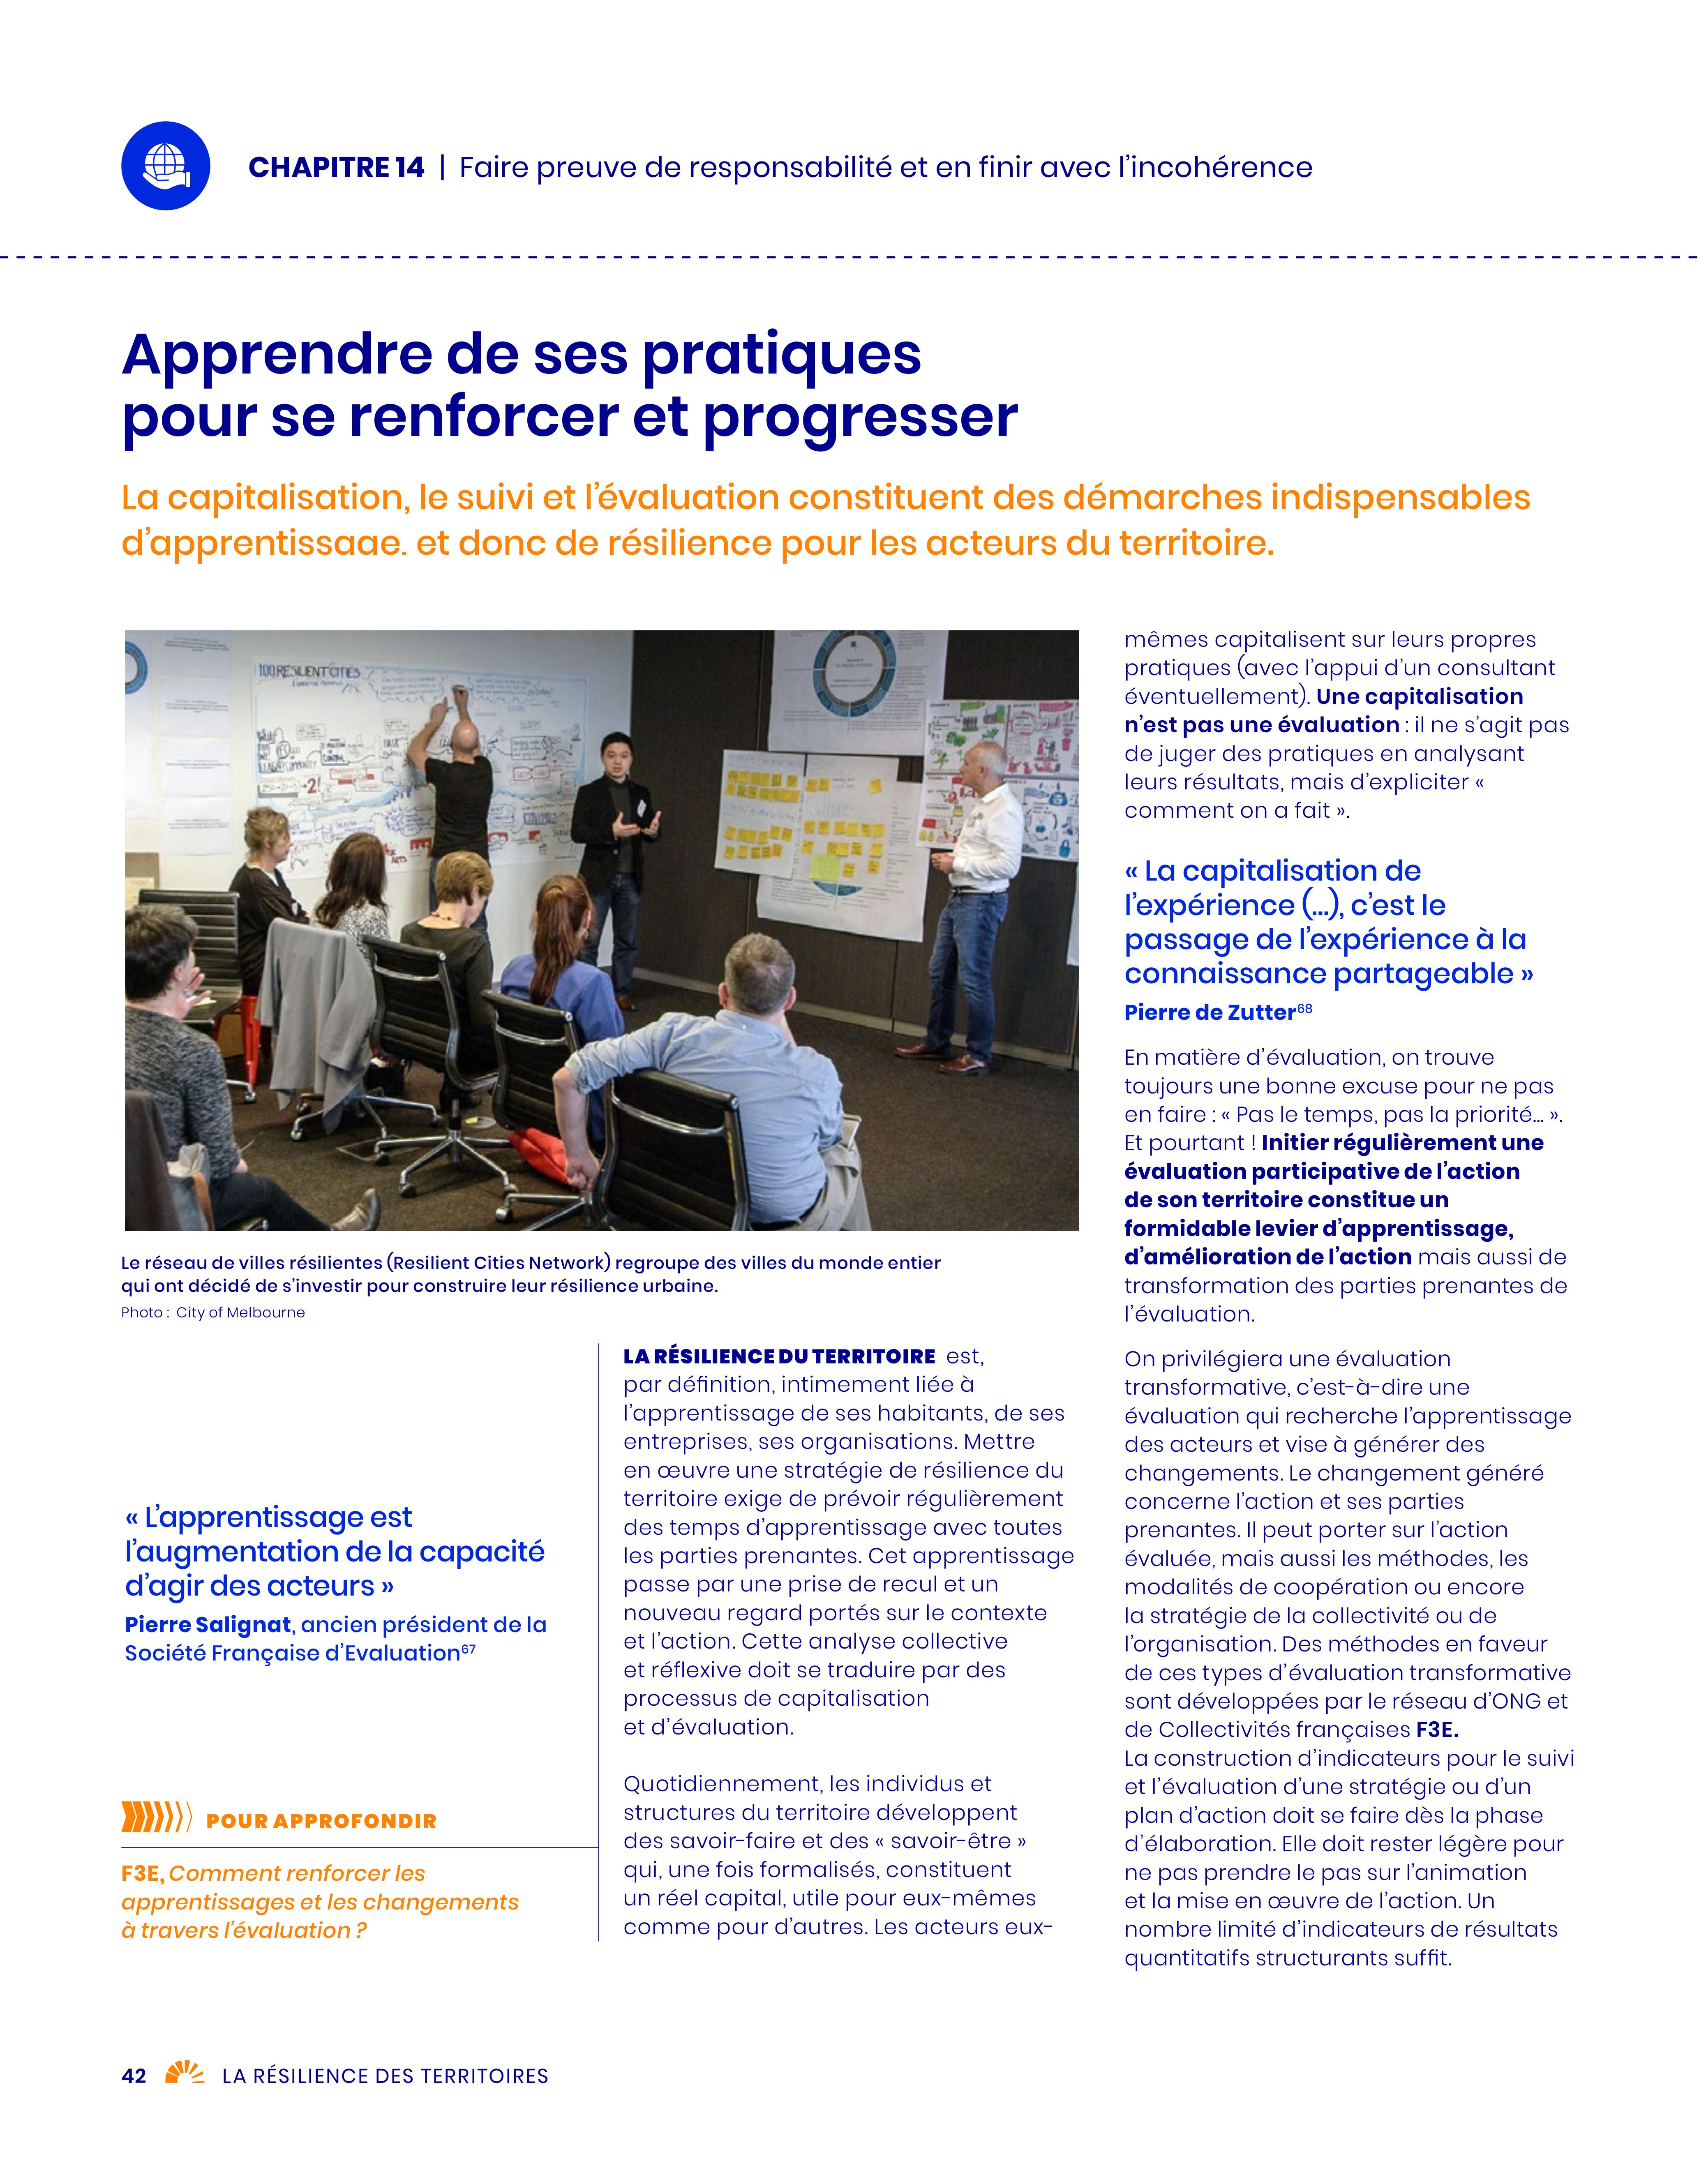 CHAPITRE 14 | Faire preuve de responsabilité et en finir avec l’incohérence
Apprendre de ses pratiques
pour se renforcer et progresser
La capitalisation, le suivi et l’évaluation constituent des démarches indispensables
d’apprentissage. et donc de résilience pour les acteurs du territoire.
100 RESILIENT CITIES
Le réseau de villes résilientes (Resilient Cities Network) regroupe des villes du monde entier
qui ont décidé de s’investir pour construire leur résilience urbaine.
Photo : City of Melbourne
« L’apprentissage est
l’augmentation de la capacité
d’agir des acteurs »
Pierre Salignat, ancien président de la
Société Française d’Evaluation67
POUR APPROFONDIR
F3E, Comment renforcer les
apprentissages et les changements
à travers l’évaluation ?
LA RÉSILIENCE DU TERRITOIRE est,
par définition, intimement liée à
l’apprentissage de ses habitants, de ses
entreprises, ses organisations. Mettre
en œuvre une stratégie de résilience du
territoire exige de prévoir régulièrement
des temps d’apprentissage avec toutes
les parties prenantes. Cet apprentissage
passe par une prise de recul et un
nouveau regard portés sur le contexte
et l’action. Cette analyse collective
et réflexive doit se traduire par des
processus de capitalisation
et d’évaluation.
Quotidiennement, les individus et
structures du territoire développent
des savoir-faire et des « savoir-être »
qui, une fois formalisés, constituent
un réel capital, utile pour eux-mêmes
comme pour d’autres. Les acteurs eux-
mêmes capitalisent sur leurs propres
pratiques (avec l’appui d’un consultant
éventuellement). Une capitalisation
n’est pas une évaluation : il ne s’agit pas
de juger des pratiques en analysant
leurs résultats, mais d’expliciter «
comment on a fait ».
« La capitalisation de
l’expérience (...), c’est le
passage de l’expérience à la
connaissance partageable »
Pierre de Zutter68
En matière d’évaluation, on trouve
toujours une bonne excuse pour ne pas
en faire : « Pas le temps, pas la priorité... ».
Et pourtant ! Initier régulièrement une
évaluation participative de l’action
de son territoire constitue un
formidable levier d’apprentissage,
d’amélioration de l’action mais aussi de
transformation des parties prenantes de
l’évaluation.
On privilégiera une évaluation
transformative, c’est-à-dire une
évaluation qui recherche l’apprentissage
des acteurs et vise à générer des
changements. Le changement généré
concerne l’action et ses parties
prenantes. Il peut porter sur l’action
évaluée, mais aussi les méthodes, les
modalités de coopération ou encore
la stratégie de la collectivité ou de
l’organisation. Des méthodes en faveur
de ces types d’évaluation transformative
sont développées par le réseau d’ONG et
de Collectivités françaises F3E.
La construction d’indicateurs pour le suivi
et l’évaluation d’une stratégie ou d’un
plan d’action doit se faire dès la phase
d’élaboration. Elle doit rester légère pour
ne pas prendre le pas sur l’animation
et la mise en œuvre de l’action. Un
nombre limité d’indicateurs de résultats
quantitatifs structurants suffit.
42 LA RÉSILIENCE DES TERRITOIRES